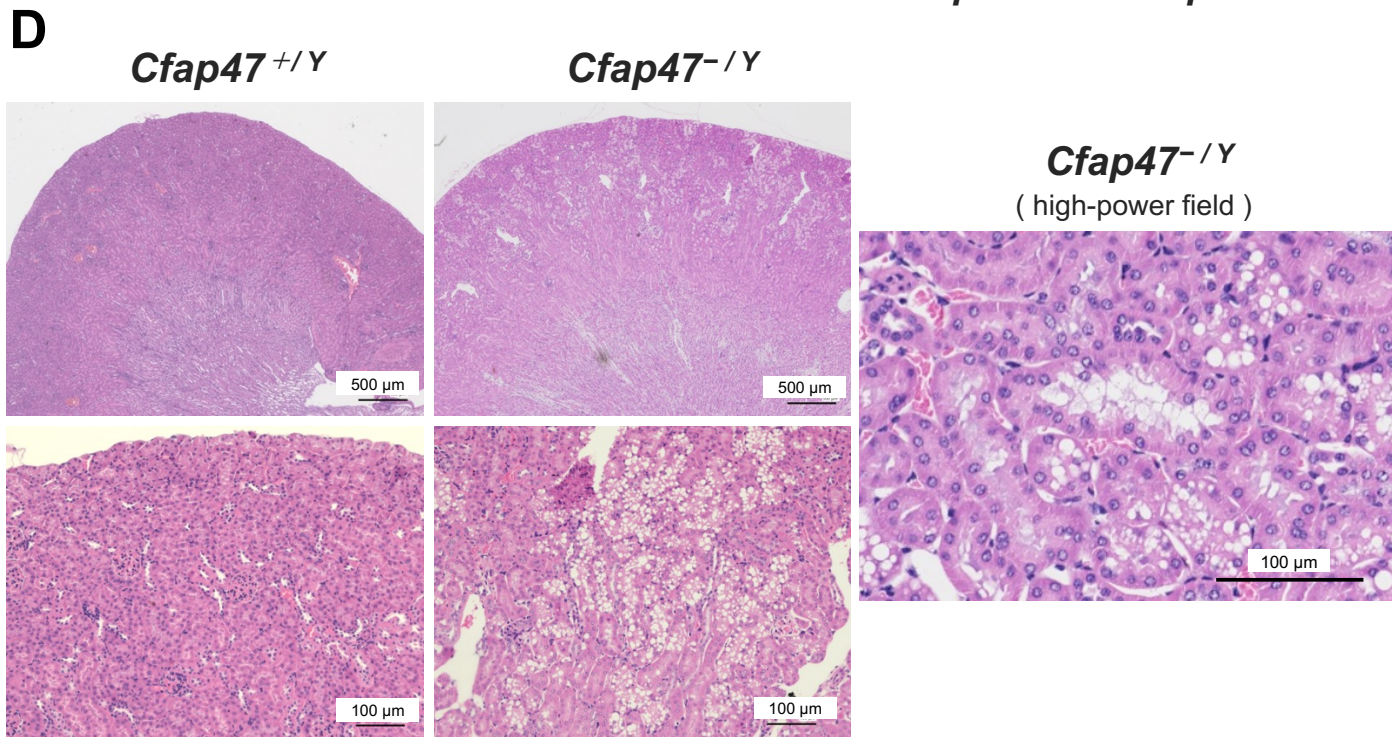 D
Cfap47 +/Y
Cfap47−/Y
500 µm
500 µm
Cfap47−/Y
( high-power field )
100 µm
100 µm
100 µm